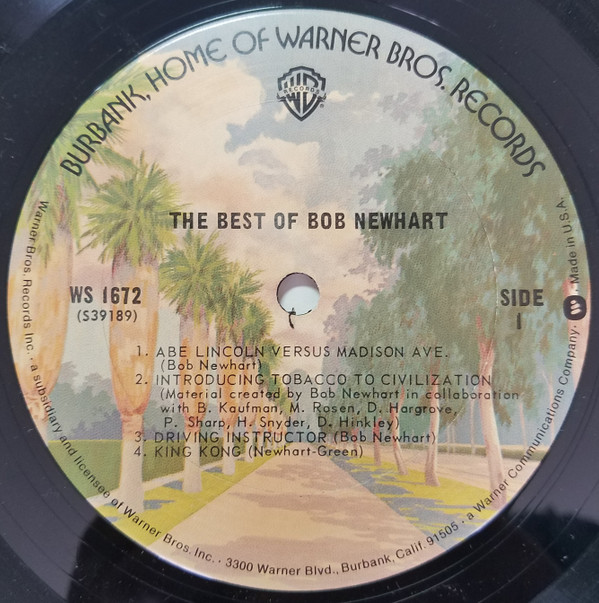 BURBANK, HOME OF WARNER BROS. RECORDS
WB
RECORDS
THE BEST OF BOB NEWHART
WS 1672
(S39189)
SIDE
1
1. ABE LINCOLN VERSUS MADISON AVE.
(Bob Newhart)
2. INTRODUCING TOBACCO TO CIVILIZATION
(Material created by Bob Newhart in collaboration
with B. Kaufman, M. Rosen, D. Hargrove,
P. Sharp, H. Snyder, D. Hinkley)
3. DRIVING INSTRUCTOR (Bob Newhart)
4. KING KONG (Newhart-Green)
Warner Bros. Records Inc. · a subsidiary and licensee of Warner Bros. Inc. · 3300 Warner Blvd., Burbank, Calif. 91505 · a Warner Communications Company. · Made in U.S.A.